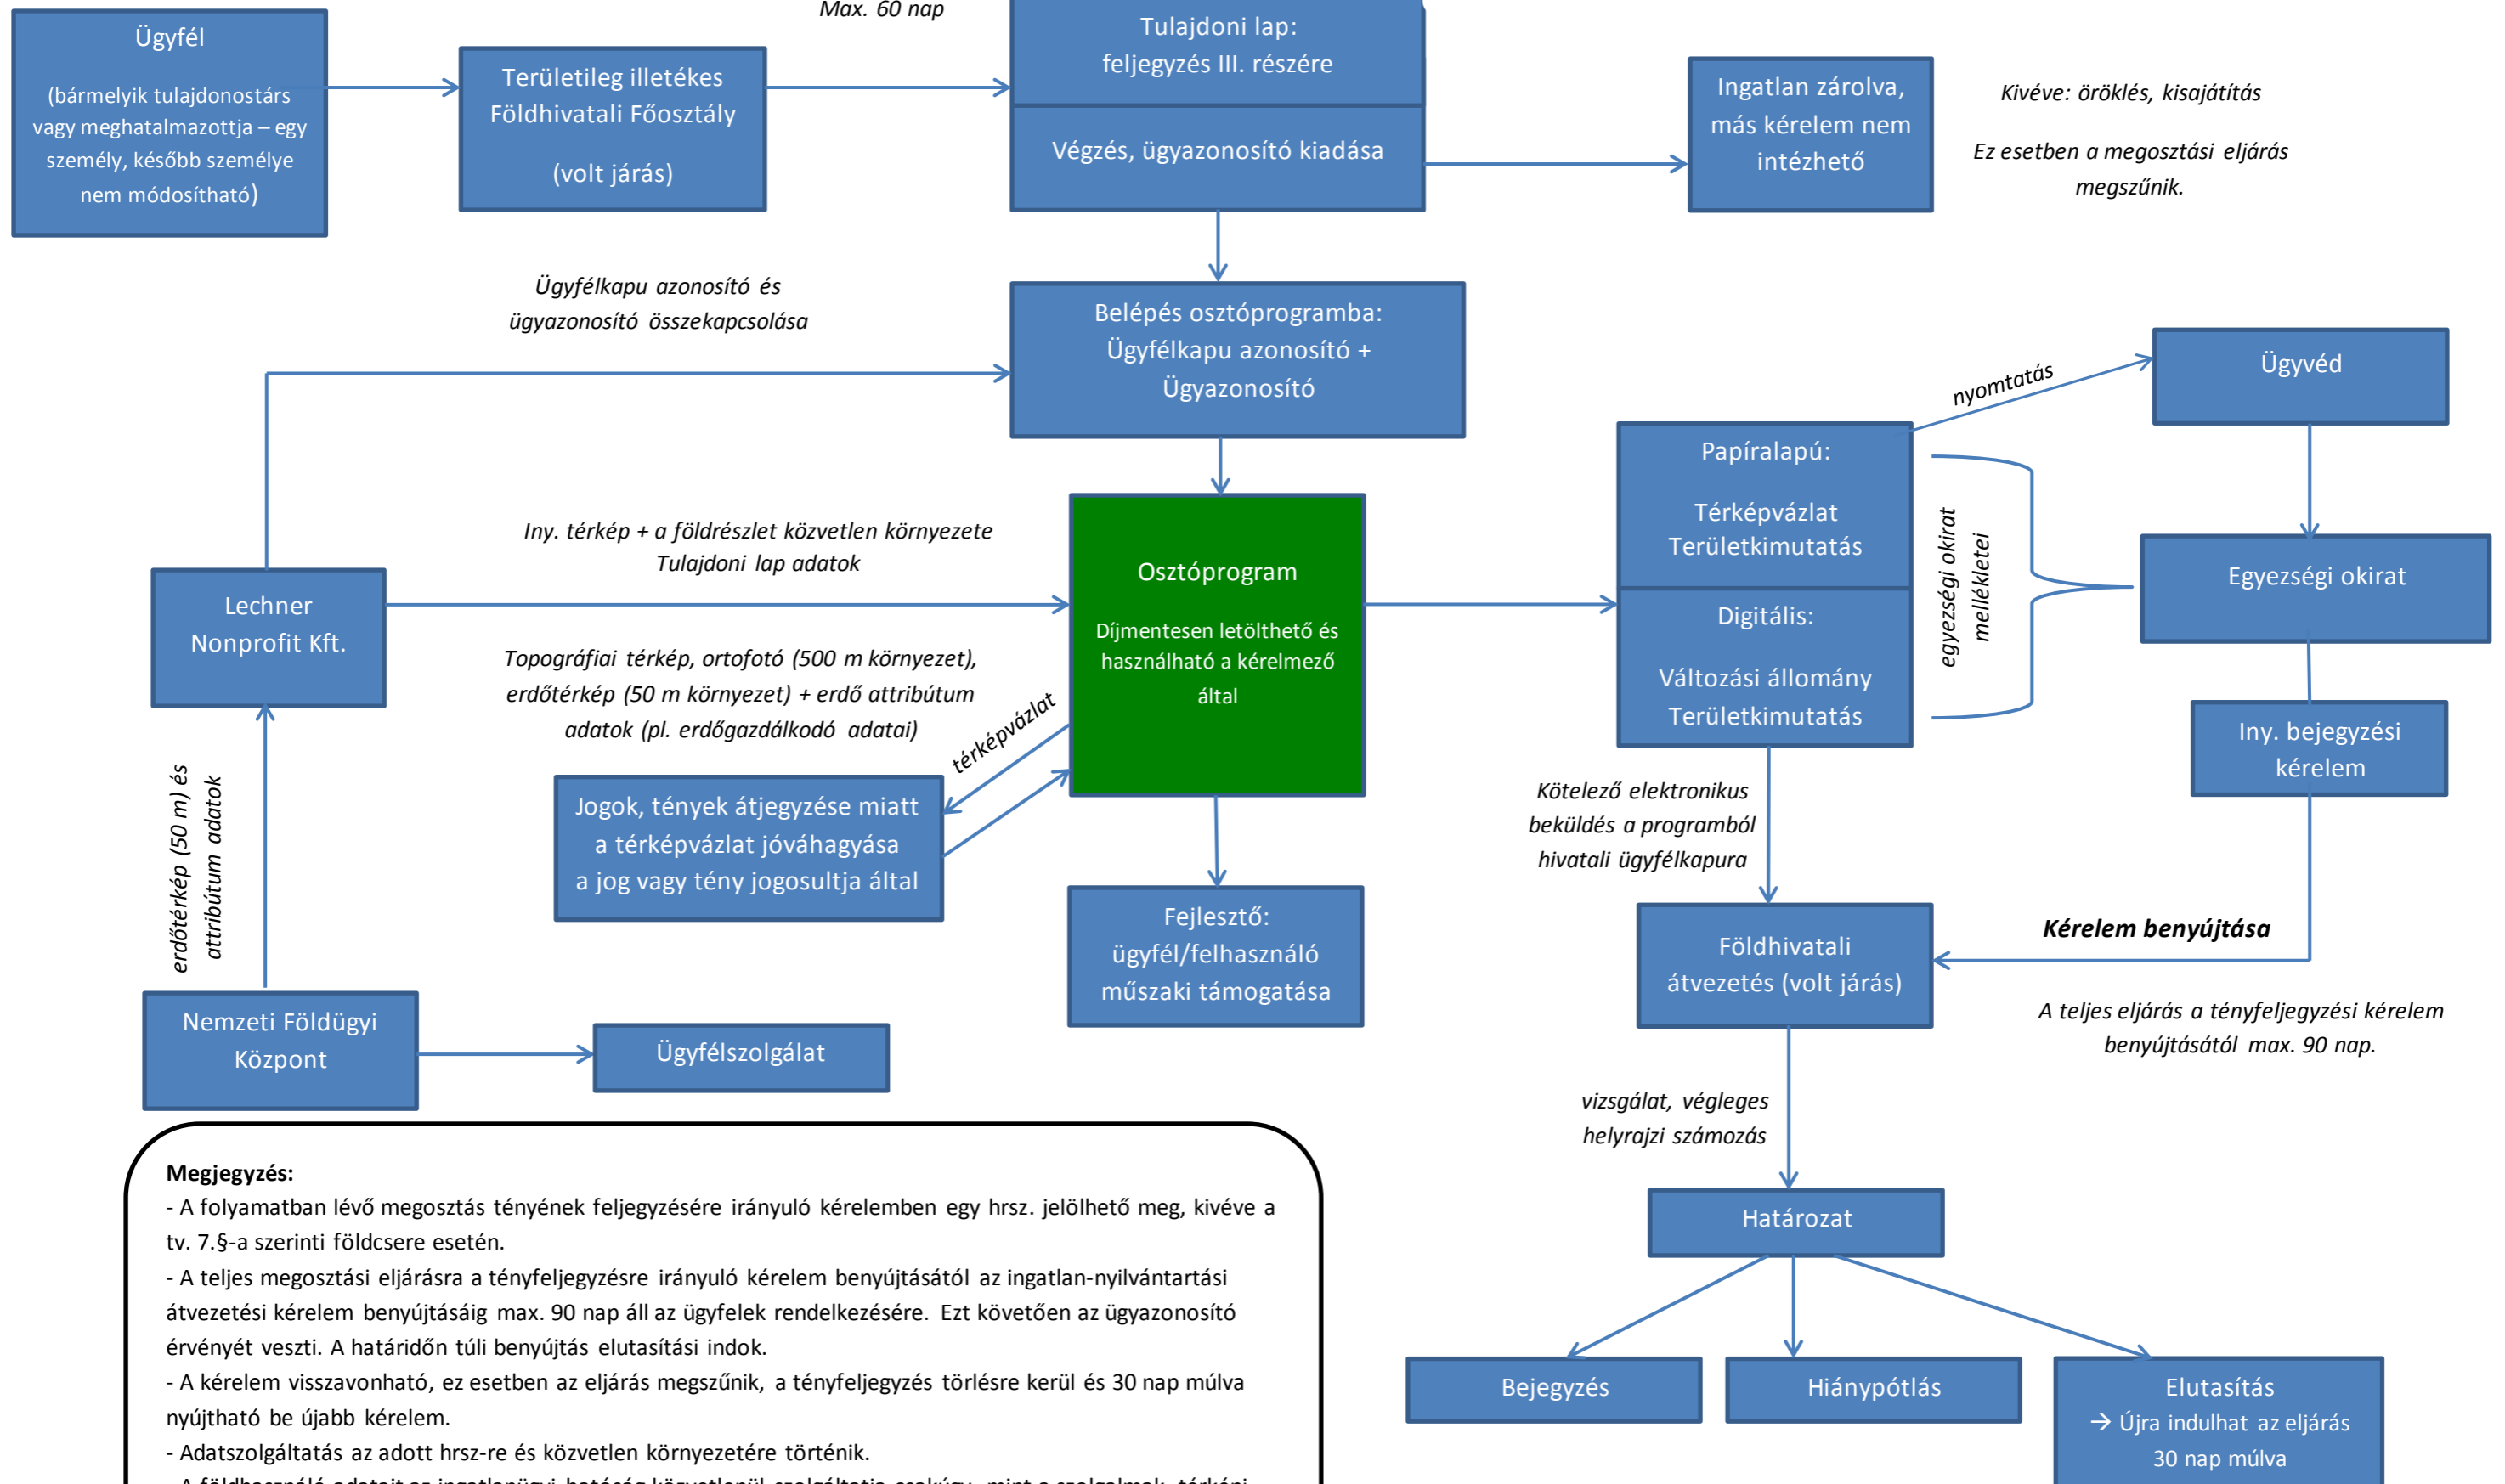 Max. 60 nap
Ügyfél
(bármelyik tulajdonostárs
vagy meghatalmazottja – egy
személy, később személye
nem módosítható)
Területileg illetékes
Földhivatali Főosztály
(volt járás)
Tulajdoni lap:
feljegyzés III. részére
Végzés, ügyazonosító kiadása
Ingatlan zárolva,
más kérelem nem
intézhető
Kivéve: öröklés, kisajátítás
Ez esetben a megosztási eljárás
megszűnik.
Ügyfélkapu azonosító és
ügyazonosító összekapcsolása
Belépés osztóprogramba:
Ügyfélkapu azonosító +
Ügyazonosító
nyomtatás
Ügyvéd
Papíralapú:
Térképvázlat
Területkimutatás
Digitális:
Változási állomány
Területkimutatás
egyezségi okirat
mellékletei
Egyezségi okirat
Iny. bejegyzési
kérelem
Iny. térkép + a földrészlet közvetlen környezete
Tulajdoni lap adatok
Lechner
Nonprofit Kft.
Topográfiai térkép, ortofotó (500 m környezet),
erdőtérkép (50 m környezet) + erdő attribútum
adatok (pl. erdőgazdálkodó adatai)
Osztóprogram
Díjmentesen letölthető és
használható a kérelmező
által
térképvázlat
Jogok, tények átjegyzése miatt
a térképvázlat jóváhagyása
a jog vagy tény jogosultja által
erdőtérkép (50 m) és
attribútum adatok
Fejlesztő:
ügyfél/felhasználó
műszaki támogatása
Kötelező elektronikus
beküldés a programból
hivatali ügyfélkapura
Földhivatali
átvezetés (volt járás)
Kérelem benyújtása
A teljes eljárás a tényfeljegyzési kérelem
benyújtásától max. 90 nap.
Nemzeti Földügyi
Központ
Ügyfélszolgálat
vizsgálat, végleges
helyrajzi számozás
Határozat
Bejegyzés
Hiánypótlás
Elutasítás
→ Újra indulhat az eljárás
30 nap múlva
Megjegyzés:
- A folyamatban lévő megosztás tényének feljegyzésére irányuló kérelemben egy hrsz. jelölhető meg, kivéve a
tv. 7.§-a szerinti földcsere esetén.
- A teljes megosztási eljárásra a tényfeljegyzésre irányuló kérelem benyújtásától az ingatlan-nyilvántartási
átvezetési kérelem benyújtásáig max. 90 nap áll az ügyfelek rendelkezésére. Ezt követően az ügyazonosító
érvényét veszti. A határidőn túli benyújtás elutasítási indok.
- A kérelem visszavonható, ez esetben az eljárás megszűnik, a tényfeljegyzés törlésre kerül és 30 nap múlva
nyújtható be újabb kérelem.
- Adatszolgáltatás az adott hrsz-re és közvetlen környezetére történik.
- A földhasználó adatait az ingatlanügyi hatóság közvetlenül szolgáltatja csakúgy, mint a szolgalmak térképi